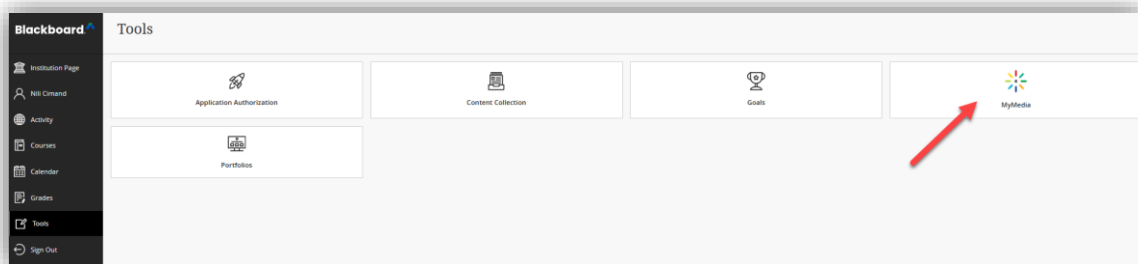 Blackboard
Tools
Institution Page
Nili Cimand
Activity
Courses
Calendar
Grades
Tools
Sign Out
Application Authorization
Content Collection
Goals
MyMedia
Portfolios